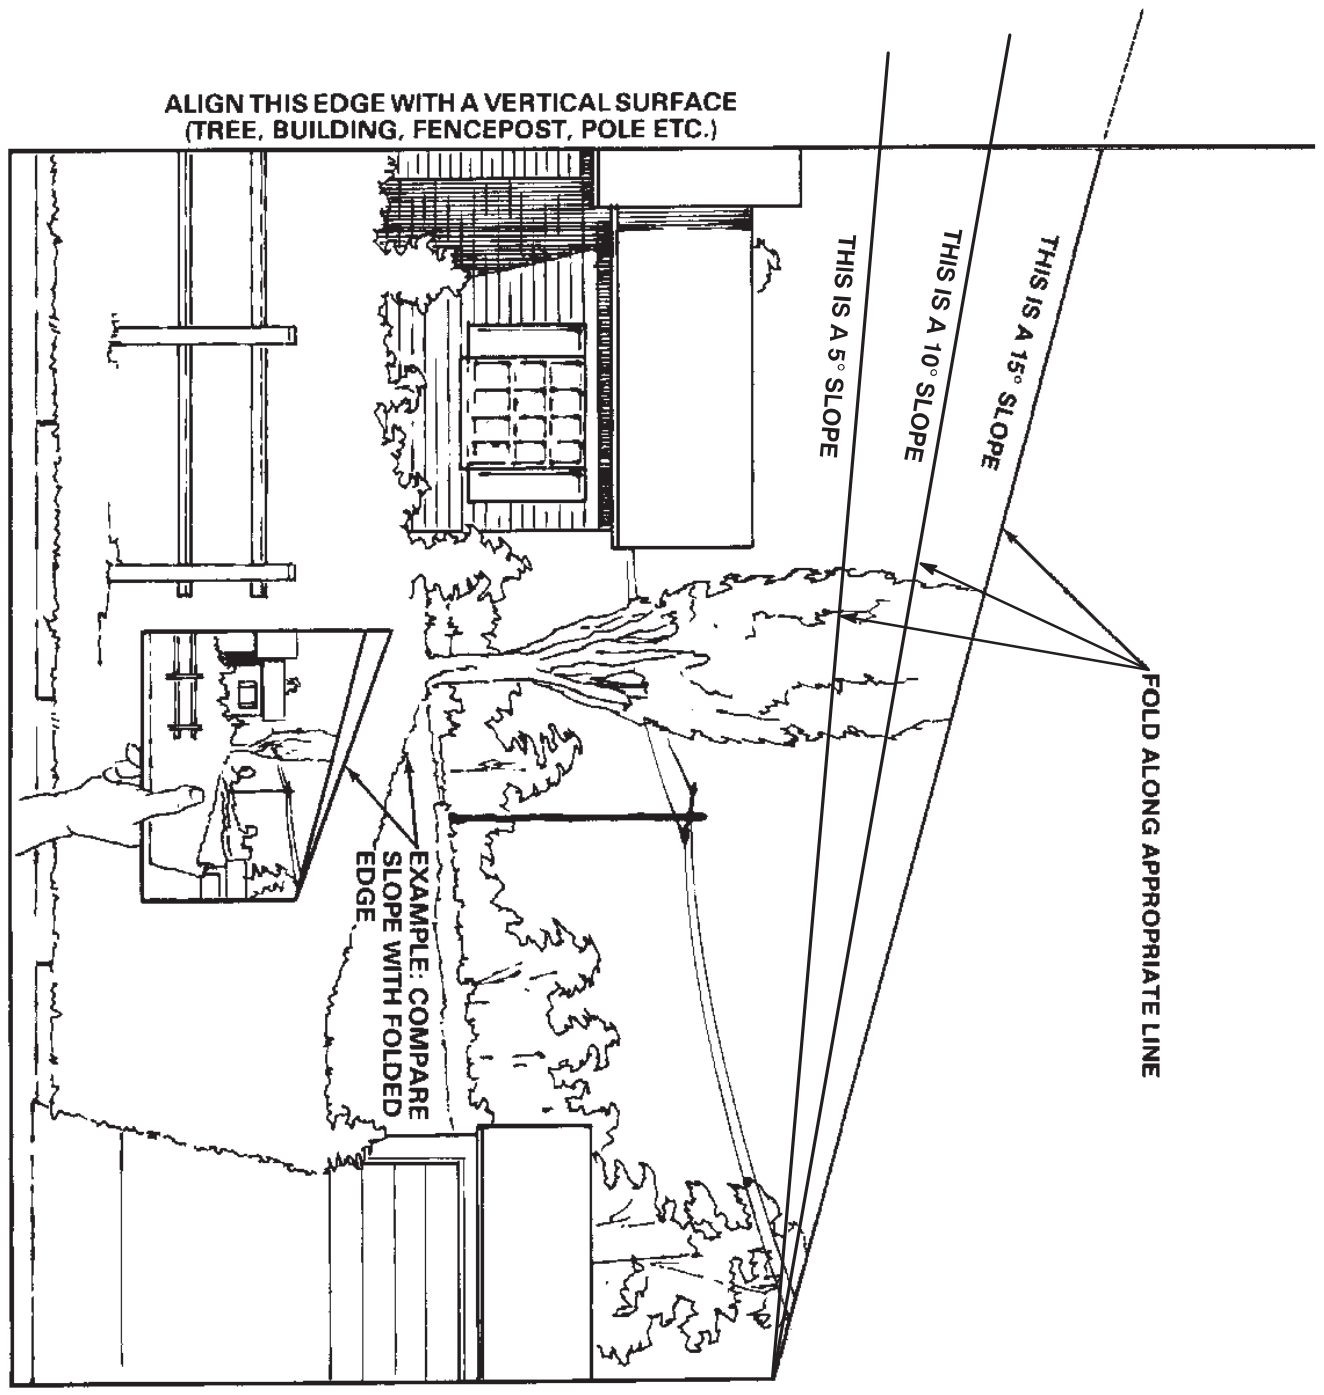 ALIGN THIS EDGE WITH A VERTICAL SURFACE
(TREE, BUILDING, FENCEPOST, POLE ETC.)
THIS IS A 15° SLOPE
THIS IS A 10° SLOPE
THIS IS A 5° SLOPE
FOLD ALONG APPROPRIATE LINE
EXAMPLE: COMPARE
SLOPE WITH FOLDED
EDGE